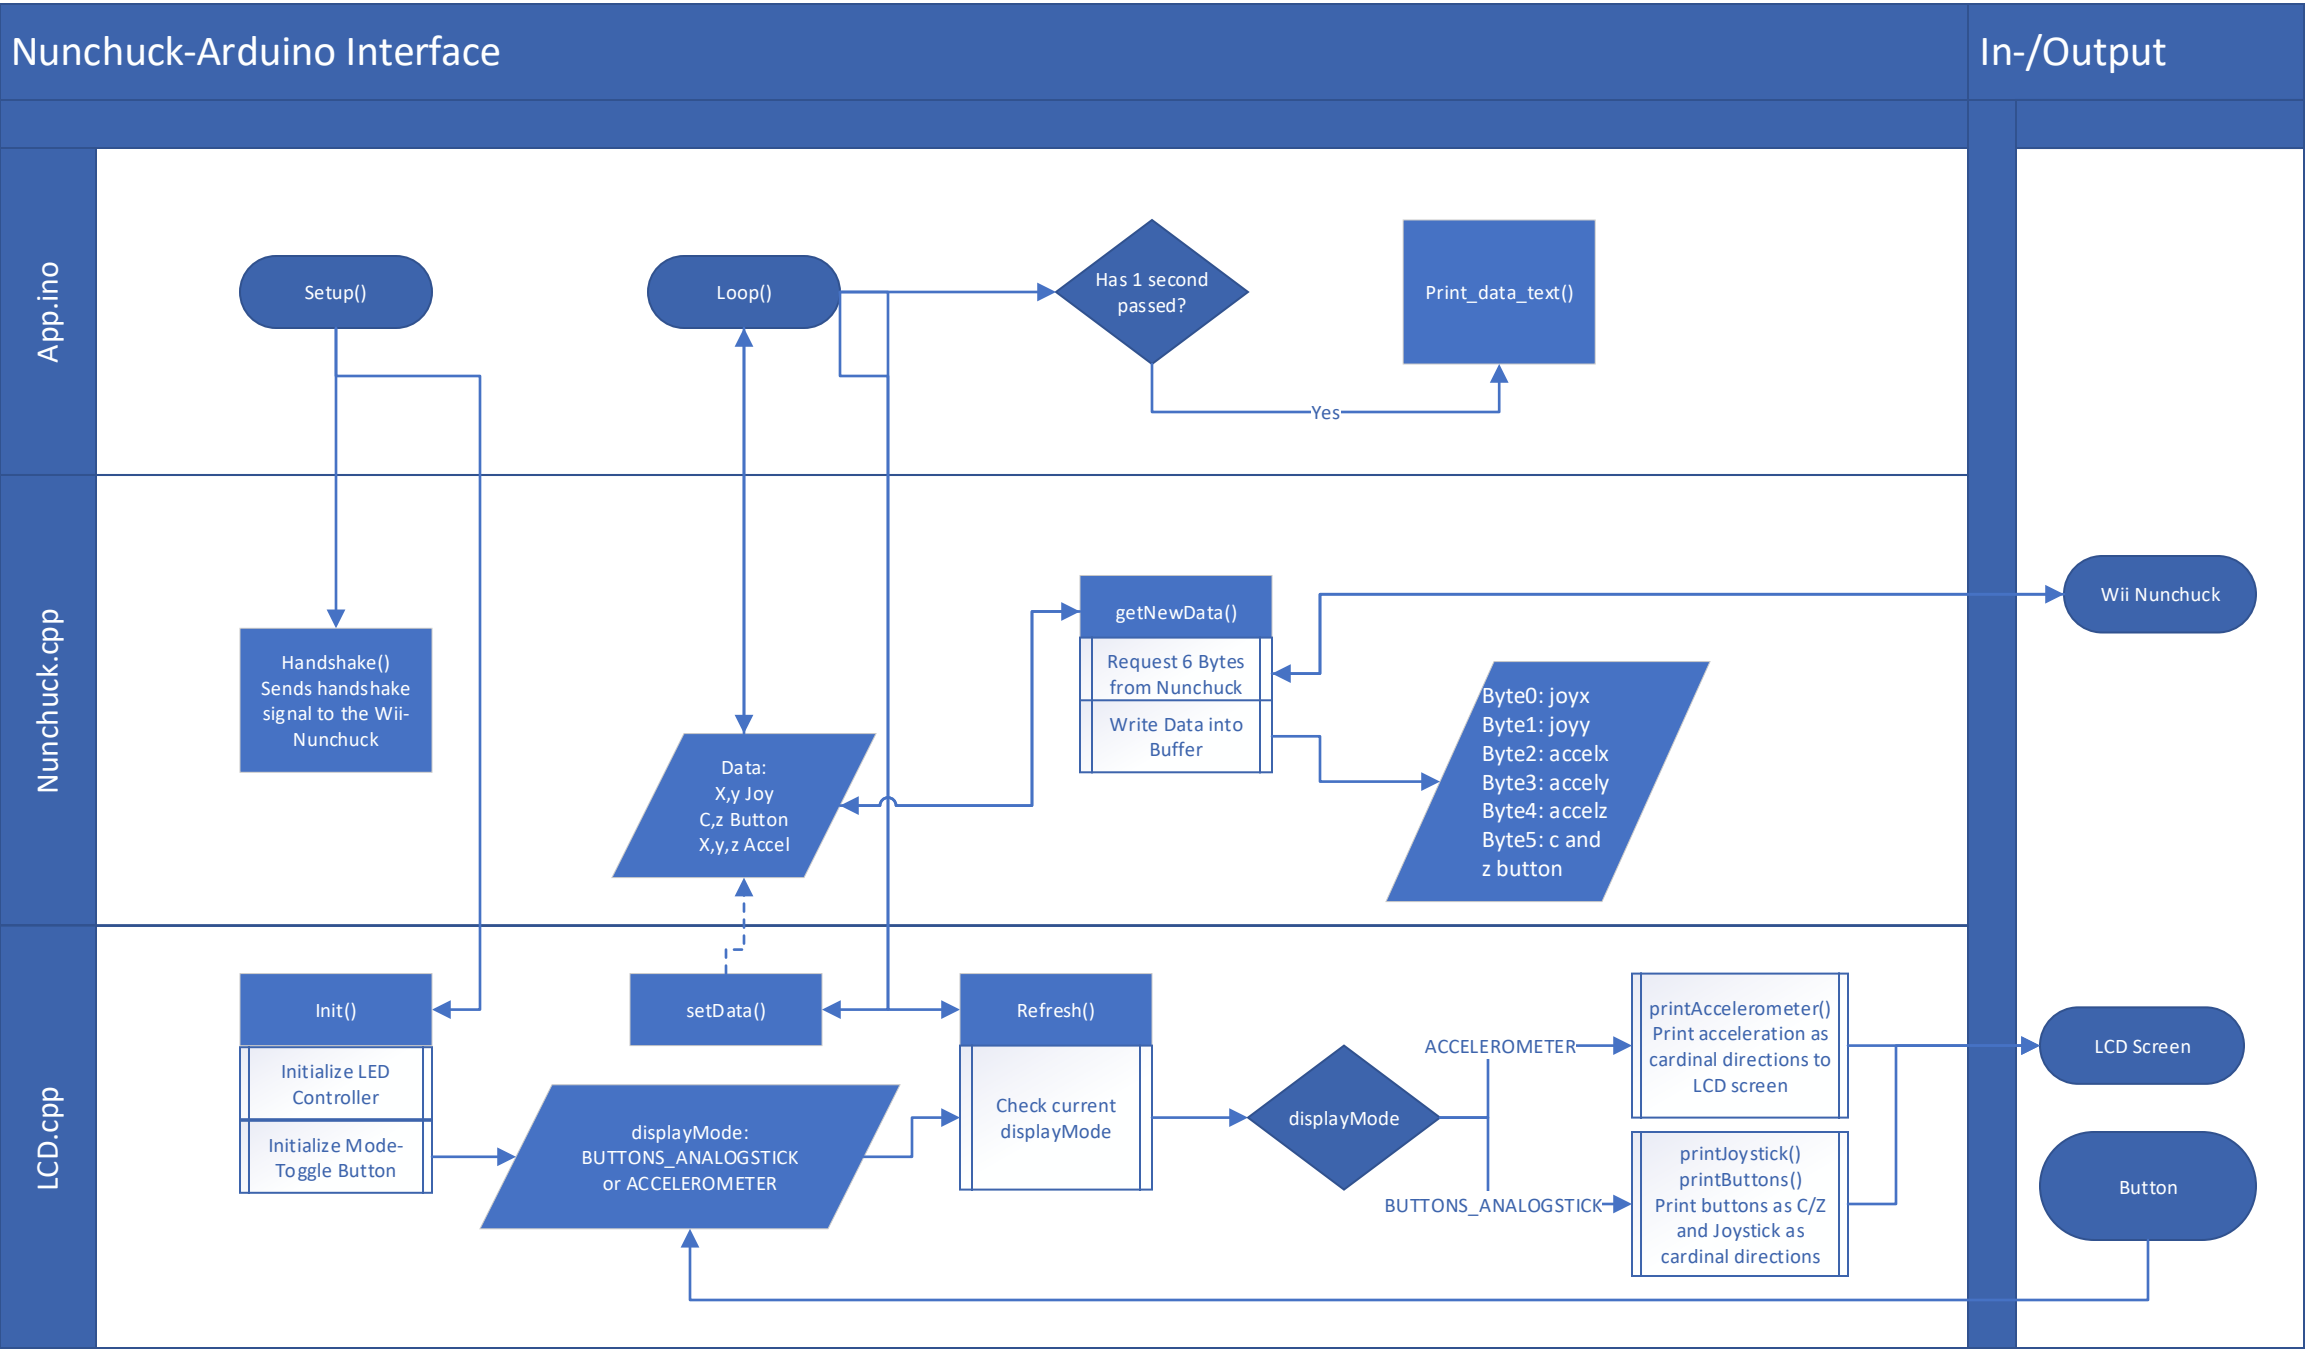 Nunchuck-Arduino Interface
In-/Output
App.ino
Setup()
Loop()
Has 1 second
passed?
Print_data_text()
Yes
Nunchuck.cpp
Handshake()
Sends handshake
signal to the Wii-
Nunchuck
Data:
X,y Joy
C,z Button
X,y,z Accel
getNewData()
Request 6 Bytes
from Nunchuck
Write Data into
Buffer
Byte0: joyx
Byte1: joyy
Byte2: accelx
Byte3: accely
Byte4: accelz
Byte5: c and
z button
Wii Nunchuck
LCD.cpp
Init()
Initialize LED
Controller
Initialize Mode-
Toggle Button
setData()
displayMode:
BUTTONS_ANALOGSTICK
or ACCELEROMETER
Refresh()
Check current
displayMode
displayMode
ACCELEROMETER
BUTTONS_ANALOGSTICK
printAccelerometer()
Print acceleration as
cardinal directions to
LCD screen
printJoystick()
printButtons()
Print buttons as C/Z
and Joystick as
cardinal directions
LCD Screen
Button